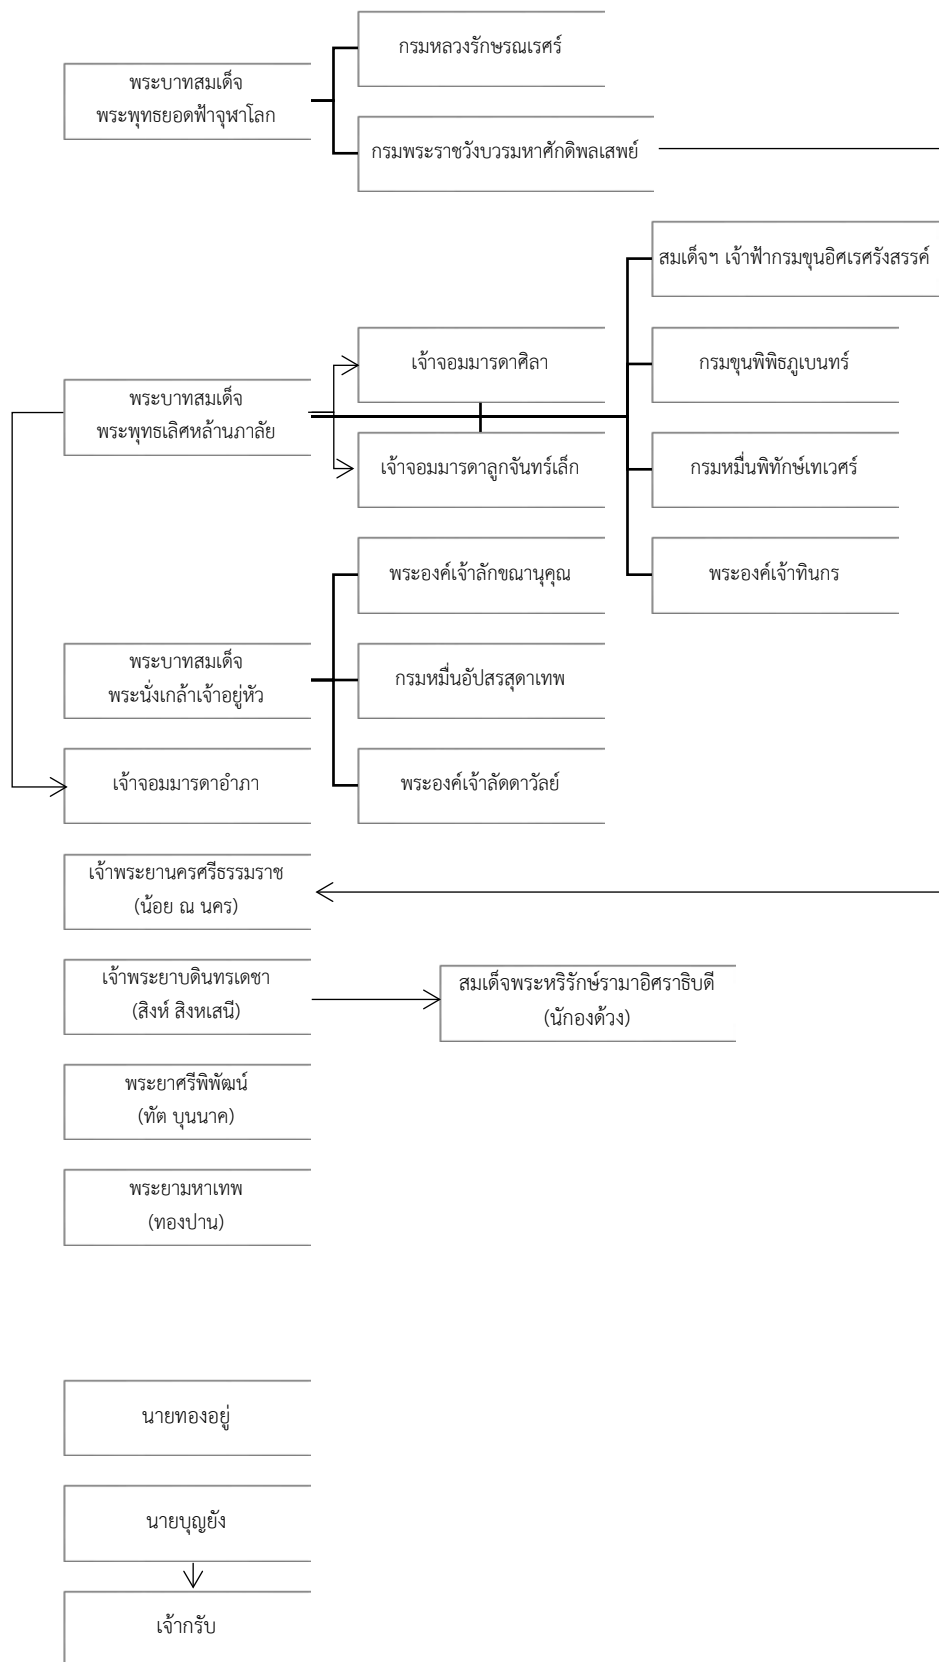 กรมหลวงรักษรณเรศร์
พระบาทสมเด็จ
พระพุทธยอดฟ้าจุฬาโลก
กรมพระราชวังบวรมหาศักดิพลเสพย์
สมเด็จฯ เจ้าฟ้ากรมขุนอิศเรศรังสรรค์
เจ้าจอมมารดาศิลา
กรมขุนพิพิธภูเบนทร์
พระบาทสมเด็จ
พระพุทธเลิศหล้านภาลัย
เจ้าจอมมารดาลูกจันทร์เล็ก
กรมหมื่นพิทักษ์เทเวศร์
พระองค์เจ้าลักขณานุคุณ
พระองค์เจ้าทินกร
พระบาทสมเด็จ
พระนั่งเกล้าเจ้าอยู่หัว
กรมหมื่นอัปสรสุดาเทพ
เจ้าจอมมารดาอำภา
พระองค์เจ้าลัดดาวัลย์
เจ้าพระยานครศรีธรรมราช
(น้อย ณ นคร)
เจ้าพระยาบดินทรเดชา
(สิงห์ สิงหเสนี)
สมเด็จพระหริรักษ์รามาอิศราธิบดี
(นักองด้วง)
พระยาศรีพิพัฒน์
(ทัต บุนนาค)
พระยามหาเทพ
(ทองปาน)
นายทองอยู่
นายบุญยัง
เจ้ากรับ